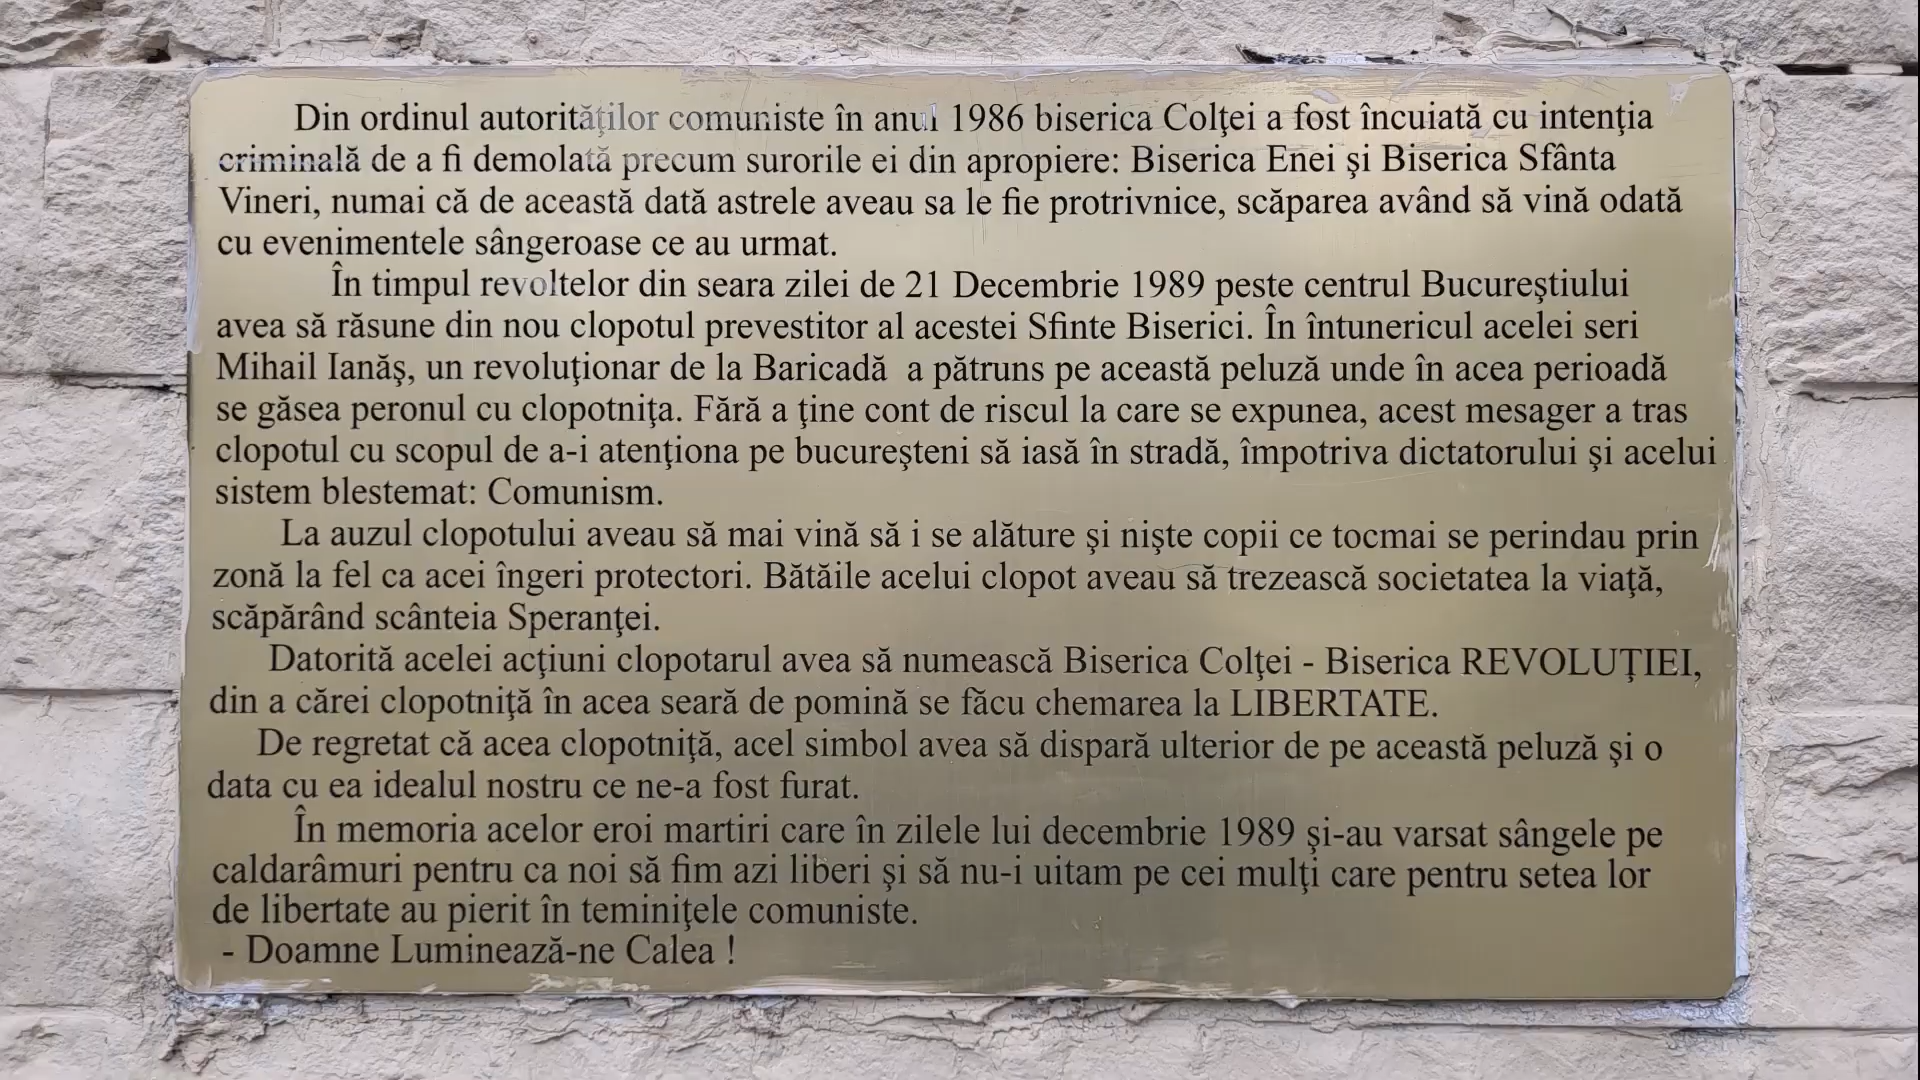 Din ordinul autorităţilor comuniste în anul 1986 biserica Colţei a fost încuiată cu intenţia
criminală de a fi demolată precum surorile ei din apropiere: Biserica Enei şi Biserica Sfânta
Vineri, numai că de această dată astrele aveau sa le fie protrivnice, scăparea având să vină odată
cu evenimentele sângeroase ce au urmat.
În timpul revoltelor din seara zilei de 21 Decembrie 1989 peste centrul Bucureştiului
avea să răsune din nou clopotul prevestitor al acestei Sfinte Biserici. În întunericul acelei seri
Mihail Ianăş, un revoluţionar de la Baricadă a pătruns pe această peluză unde în acea perioadă
se găsea peronul cu clopotniţa. Fără a ţine cont de riscul la care se expunea, acest mesager a tras
clopotul cu scopul de a-i atenţiona pe bucureşteni să iasă în stradă, împotriva dictatorului şi acelui
sistem blestemat: Comunism.
La auzul clopotului aveau să mai vină să i se alăture şi nişte copii ce tocmai se perindau prin
zonă la fel ca acei îngeri protectori. Bătăile acelui clopot aveau să trezească societatea la viaţă,
scăpărând scânteia Speranţei.
Datorită acelei acţiuni clopotarul avea să numească Biserica Colţei - Biserica REVOLUŢIEI,
din a cărei clopotniţă în acea seară de pomină se făcu chemarea la LIBERTATE.
De regretat că acea clopotniţă, acel simbol avea să dispară ulterior de pe această peluză şi o
data cu ea idealul nostru ce ne-a fost furat.
În memoria acelor eroi martiri care în zilele lui decembrie 1989 şi-au varsat sângele pe
caldarâmuri pentru ca noi să fim azi liberi şi să nu-i uitam pe cei mulţi care pentru setea lor
de libertate au pierit în teminiţele comuniste.
- Doamne Luminează-ne Calea !